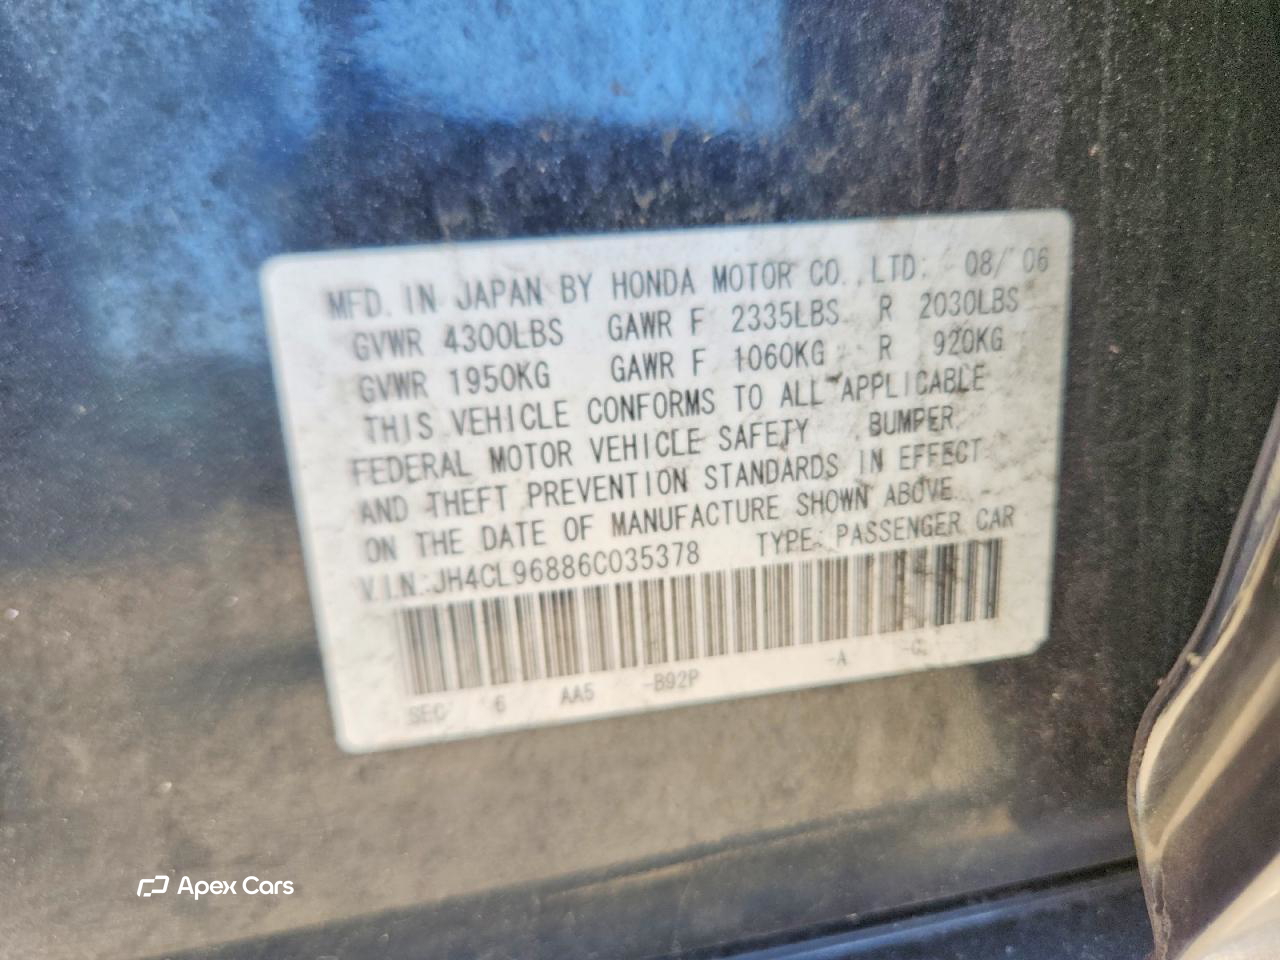 MFD. IN JAPAN BY HONDA MOTOR CO.,LTD. 08/ 06
GVWR 4300LBS GAWR F 2335LBS R 2030LBS
GVWR 1950KG GAWR F 1060KG R 920KG
THIS VEHICLE CONFORMS TO ALL APPLICABLE
FEDERAL MOTOR VEHICLE SAFETY , BUMPER,
AND THEFT PREVENTION STANDARDS IN EFFECT
ON THE DATE OF MANUFACTURE SHOWN ABOVE.
V.I.N.:JH4CL96886C035378 TYPE: PASSENGER CAR
SEC 6 AA5 -B92P -A -C
Apex Cars